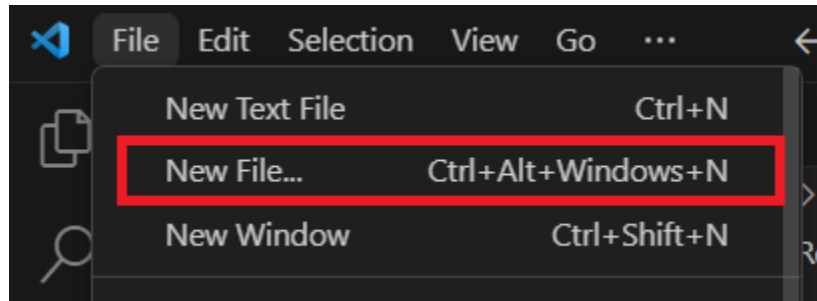 File Edit Selection View Go ...
New Text File Ctrl+N
New File... Ctrl+Alt+Windows+N
New Window Ctrl+Shift+N